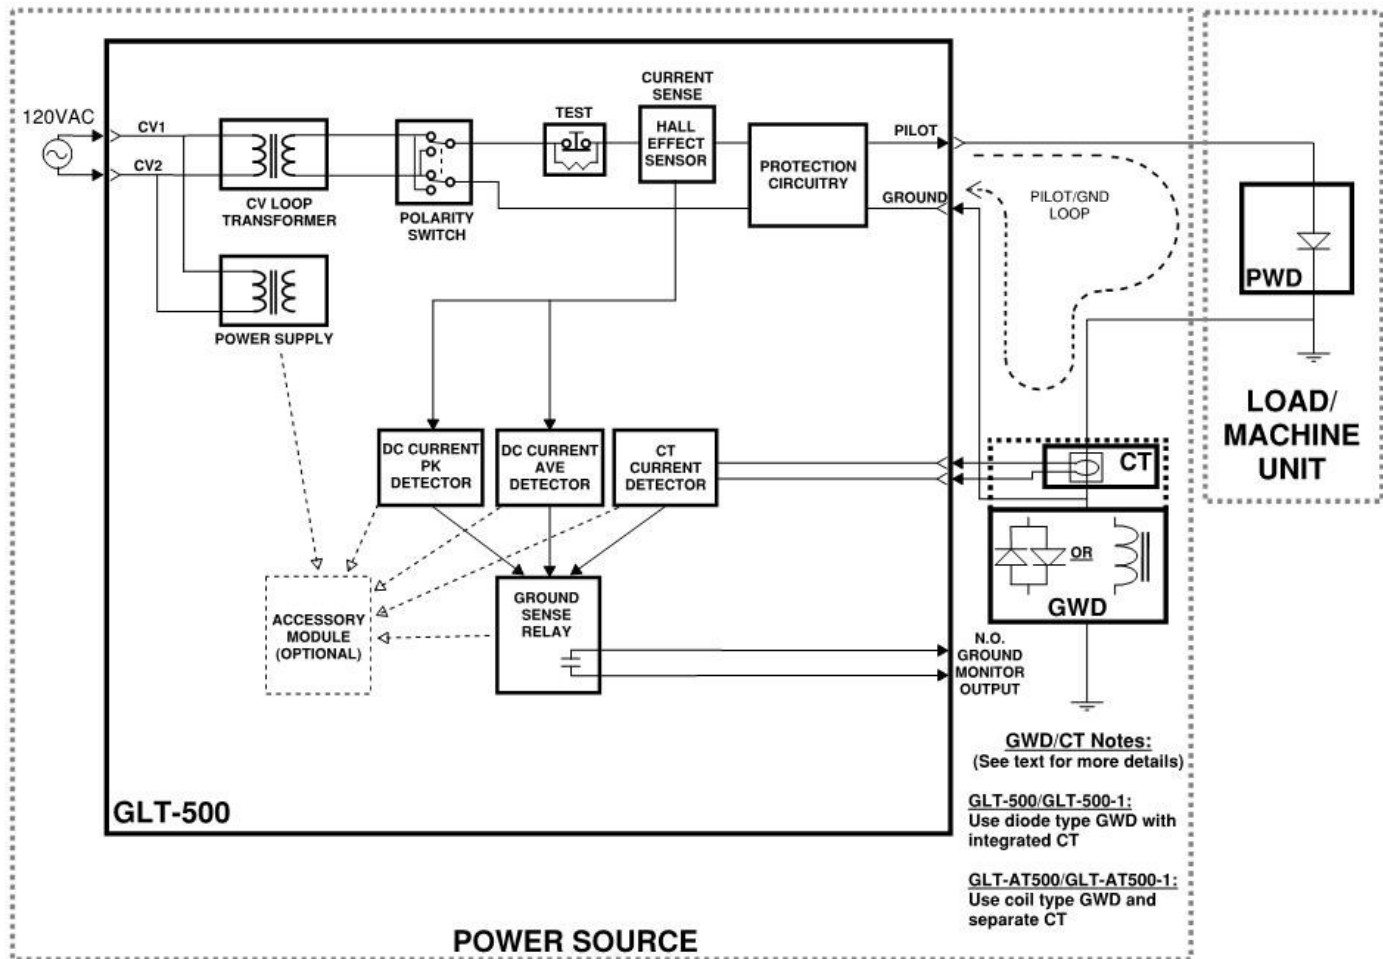 120VAC
CV1
CV2
CV LOOP
TRANSFORMER
POWER SUPPLY
POLARITY
SWITCH
TEST
CURRENT
SENSE
HALL
EFFECT
SENSOR
PROTECTION
CIRCUITRY
PILOT
GROUND
PILOT/GND
LOOP
PWD
LOAD/
MACHINE
UNIT
DC CURRENT
PK
DETECTOR
DC CURRENT
AVE
DETECTOR
CT
CURRENT
DETECTOR
CT
OR
GWD
ACCESSORY
MODULE
(OPTIONAL)
GROUND
SENSE
RELAY
N.O.
GROUND
MONITOR
OUTPUT
GWD/CT Notes:
(See text for more details)
GLT-500/GLT-500-1:
Use diode type GWD with
integrated CT
GLT-AT500/GLT-AT500-1:
Use coil type GWD and
separate CT
GLT-500
POWER SOURCE